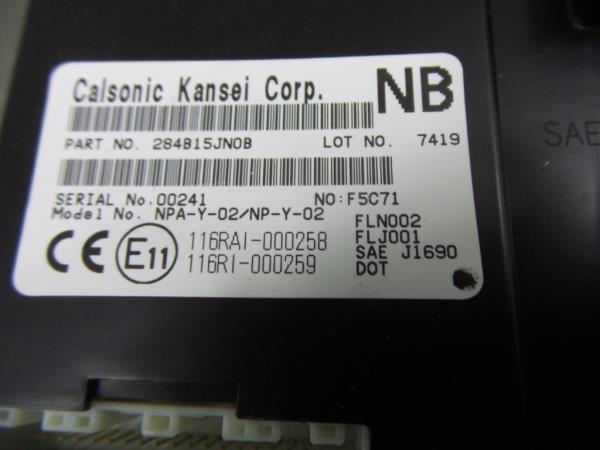 Calsonic Kansei Corp. NB
PART NO. 284B15JN0B LOT NO. 7419
SERIAL No.00241 NO:F5C71
Model No. NPA-Y-02/NP-Y-02
FLN002
CE E11 116RAI-000258 FLJ001
116RI-000259 SAE J1690
DOT
SAE